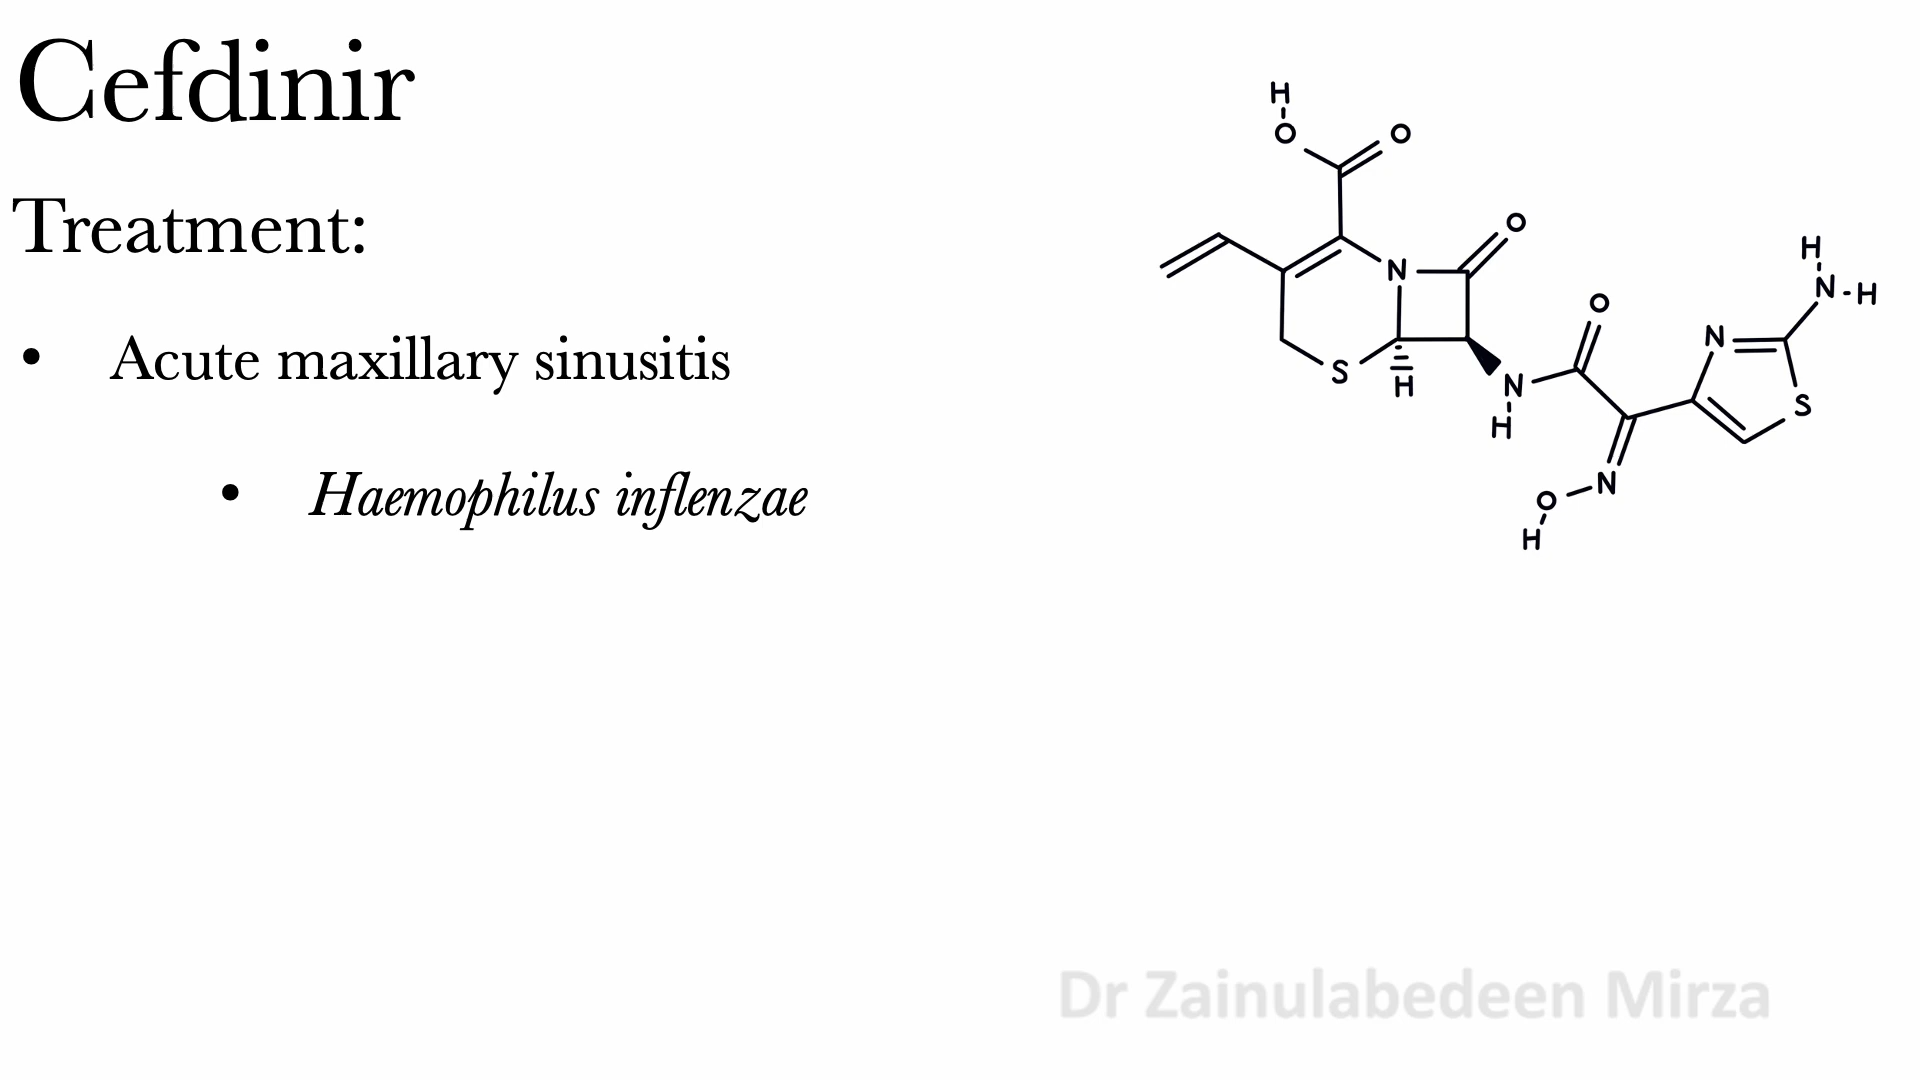 Cefdinir
Treatment:
• Acute maxillary sinusitis
• Haemophilus inflenzae
H
O
O
O
N
S
H
N
H
O
N
O
H
N
S
H
N-H
Dr Zainulabedeen Mirza